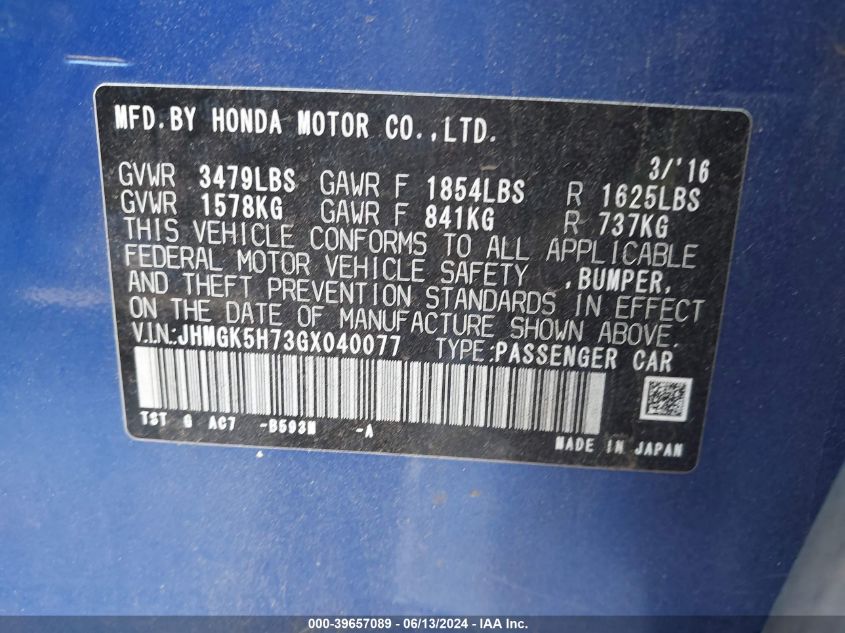 MFD.BY HONDA MOTOR CO.,LTD.
3/'16
GVWR 3479LBS GAWR F 1854LBS R 1625LBS
GVWR 1578KG GAWR F 841KG R 737KG
THIS VEHICLE CONFORMS TO ALL APPLICABLE
FEDERAL MOTOR VEHICLE SAFETY ,BUMPER,
AND THEFT PREVENTION STANDARDS IN EFFECT
ON THE DATE OF MANUFACTURE SHOWN ABOVE.
V.I.N:JHMGK5H73GX040077 TYPE:PASSENGER CAR
TST G AC7 -B593M -A
MADE IN JAPAN
000-39657089 - 06/13/2024 - IAA Inc.